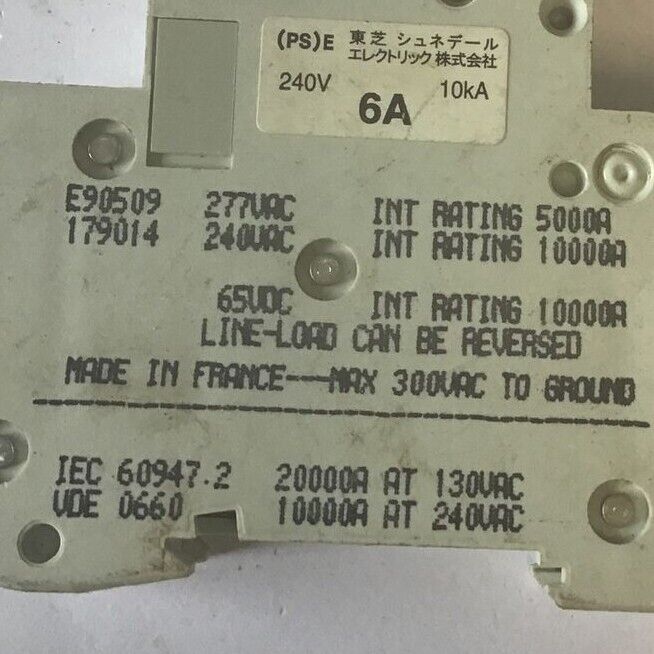 (PS)E 東芝 シュネデール
エレクトリック 株式会社
240V 6A 10kA
E90509 277VAC INT RATING 5000A
179014 240VAC INT RATING 10000A
65VDC INT RATING 10000A
LINE-LOAD CAN BE REVERSED
MADE IN FRANCE---MAX 300VAC TO GROUND
IEC 60947.2 20000A AT 130VAC
VDE 0660 10000A AT 240VAC